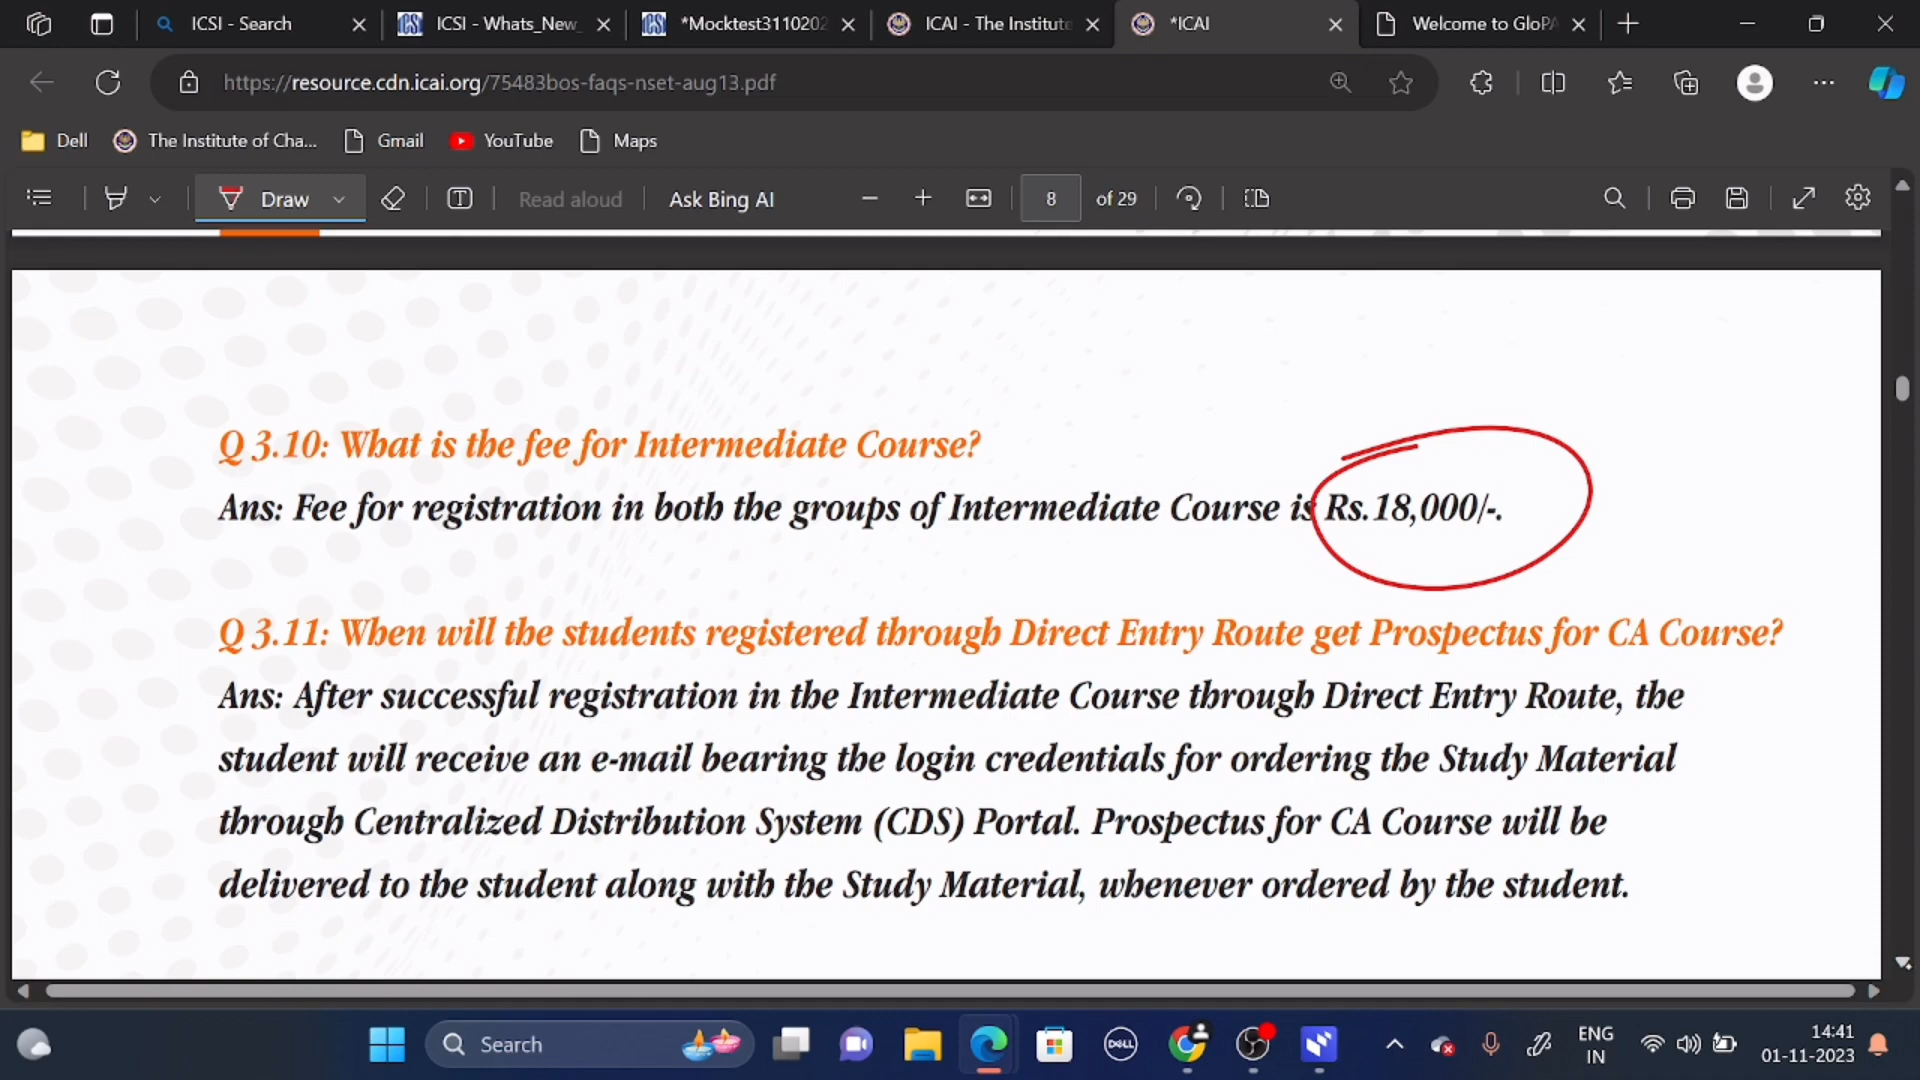 ICSI - Search
ICSI - Whats_New_
*Mocktest3110202
ICAI - The Institute
*ICAI
Welcome to GloPA
https://resource.cdn.icai.org/75483bos-faqs-nset-aug13.pdf
Dell
The Institute of Cha...
Gmail
YouTube
Maps
Draw
Read aloud
Ask Bing AI
8 of 29
Q 3.10: What is the fee for Intermediate Course?
Ans: Fee for registration in both the groups of Intermediate Course is Rs.18,000/-.
Q 3.11: When will the students registered through Direct Entry Route get Prospectus for CA Course?
Ans: After successful registration in the Intermediate Course through Direct Entry Route, the
student will receive an e-mail bearing the login credentials for ordering the Study Material
through Centralized Distribution System (CDS) Portal. Prospectus for CA Course will be
delivered to the student along with the Study Material, whenever ordered by the student.
Search
DELL
ENG
IN
14:41
01-11-2023